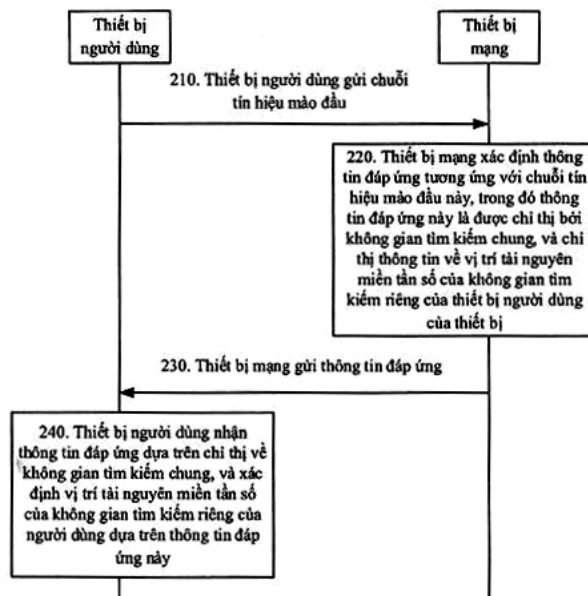 Thiết bị
người dùng
Thiết bị
mạng
210. Thiết bị người dùng gửi chuỗi
tín hiệu mào đầu
220. Thiết bị mạng xác định thông
tin đáp ứng tương ứng với chuỗi tín
hiệu mào đầu này, trong đó thông
tin đáp ứng này là được chỉ thị bởi
không gian tìm kiếm chung, và chỉ
thị thông tin về vị trí tài nguyên
miền tần số của không gian tìm
kiếm riêng của thiết bị người dùng
của thiết bị
230. Thiết bị mạng gửi thông tin đáp ứng
240. Thiết bị người dùng nhận
thông tin đáp ứng dựa trên chỉ thị về
không gian tìm kiếm chung, và xác
định vị trí tài nguyên miền tần số
của không gian tìm kiếm riêng của
người dùng dựa trên thông tin đáp
ứng này